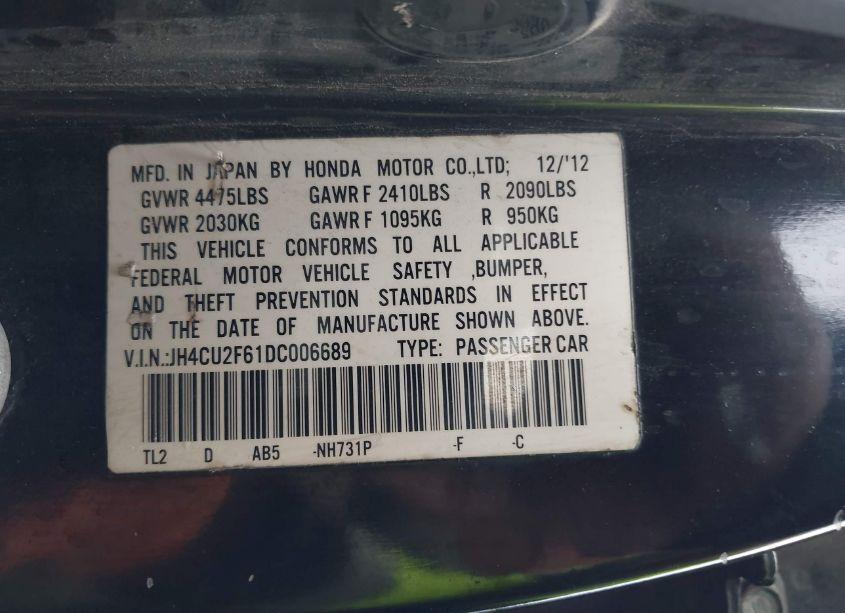 MFD. IN JAPAN BY HONDA MOTOR CO.,LTD; 12/'12
GVWR 4475LBS GAWR F 2410LBS R 2090LBS
GVWR 2030KG GAWR F 1095KG R 950KG
THIS VEHICLE CONFORMS TO ALL APPLICABLE
FEDERAL MOTOR VEHICLE SAFETY ,BUMPER,
AND THEFT PREVENTION STANDARDS IN EFFECT
ON THE DATE OF MANUFACTURE SHOWN ABOVE.
V.I.N.:JH4CU2F61DC006689 TYPE: PASSENGER CAR
TL2 D AB5 -NH731P -F -C